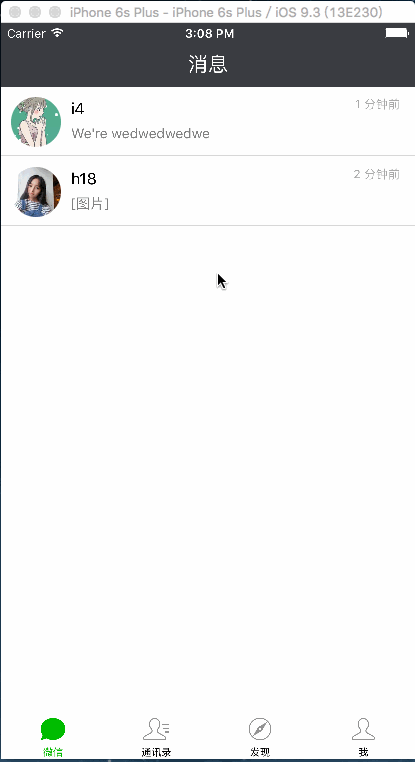 iPhone 6s Plus - iPhone 6s Plus / iOS 9.3 (13E230)
Carrier 3:08 PM
消息
i4 1 分钟前
We're wedwedwedwe
h18 2 分钟前
[图片]
微信 通讯录 发现 我